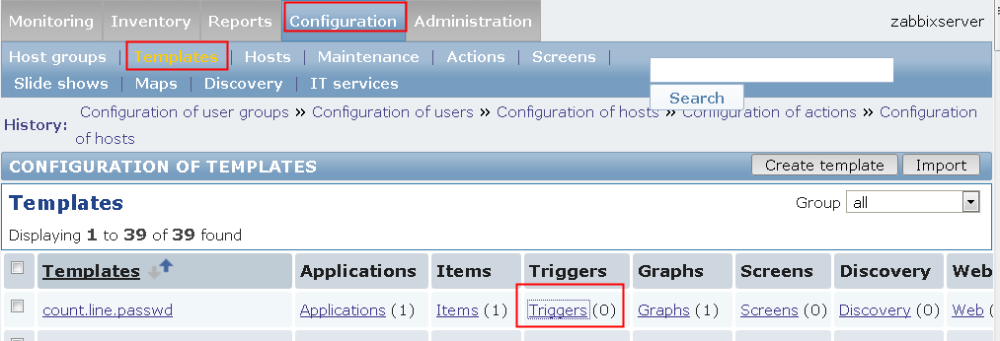 Monitoring Inventory Reports Configuration Administration zabbixserver
Host groups | Templates | Hosts | Maintenance | Actions | Screens |
Slide shows | Maps | Discovery | IT services
Search
History: Configuration of user groups » Configuration of users » Configuration of hosts » Configuration of actions » Configuration
of hosts
CONFIGURATION OF TEMPLATES Create template Import
Templates Group all
Displaying 1 to 39 of 39 found
Templates Applications Items Triggers Graphs Screens Discovery Web
count.line.passwd Applications (1) Items (1) Triggers (0) Graphs (1) Screens (0) Discovery (0) Web (